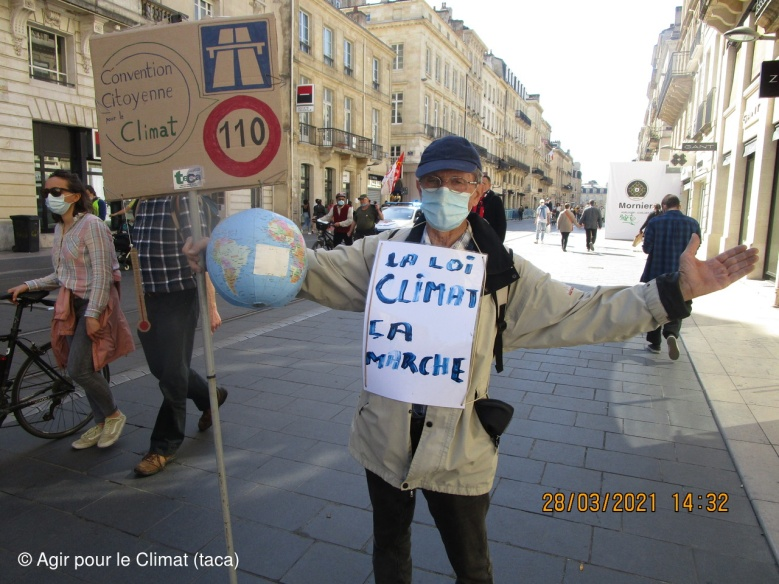 Convention
Citoyenne
pour le
Climat
110
taca
LA LOI
CLIMAT
ÇA
MARCHE
Mornier
Z
28/03/2021 14:32
© Agir pour le Climat (taca)